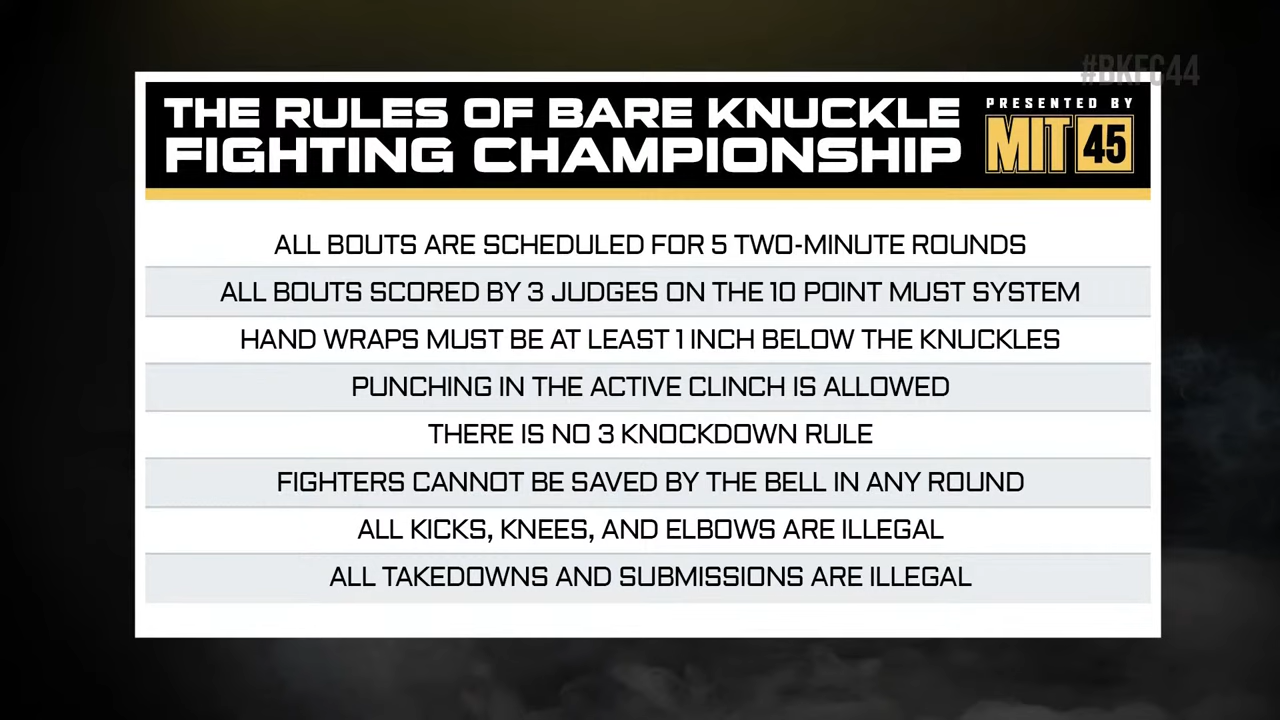 #BKFC44
THE RULES OF BARE KNUCKLE
FIGHTING CHAMPIONSHIP
PRESENTED BY
MIT 45
ALL BOUTS ARE SCHEDULED FOR 5 TWO-MINUTE ROUNDS
ALL BOUTS SCORED BY 3 JUDGES ON THE 10 POINT MUST SYSTEM
HAND WRAPS MUST BE AT LEAST 1 INCH BELOW THE KNUCKLES
PUNCHING IN THE ACTIVE CLINCH IS ALLOWED
THERE IS NO 3 KNOCKDOWN RULE
FIGHTERS CANNOT BE SAVED BY THE BELL IN ANY ROUND
ALL KICKS, KNEES, AND ELBOWS ARE ILLEGAL
ALL TAKEDOWNS AND SUBMISSIONS ARE ILLEGAL